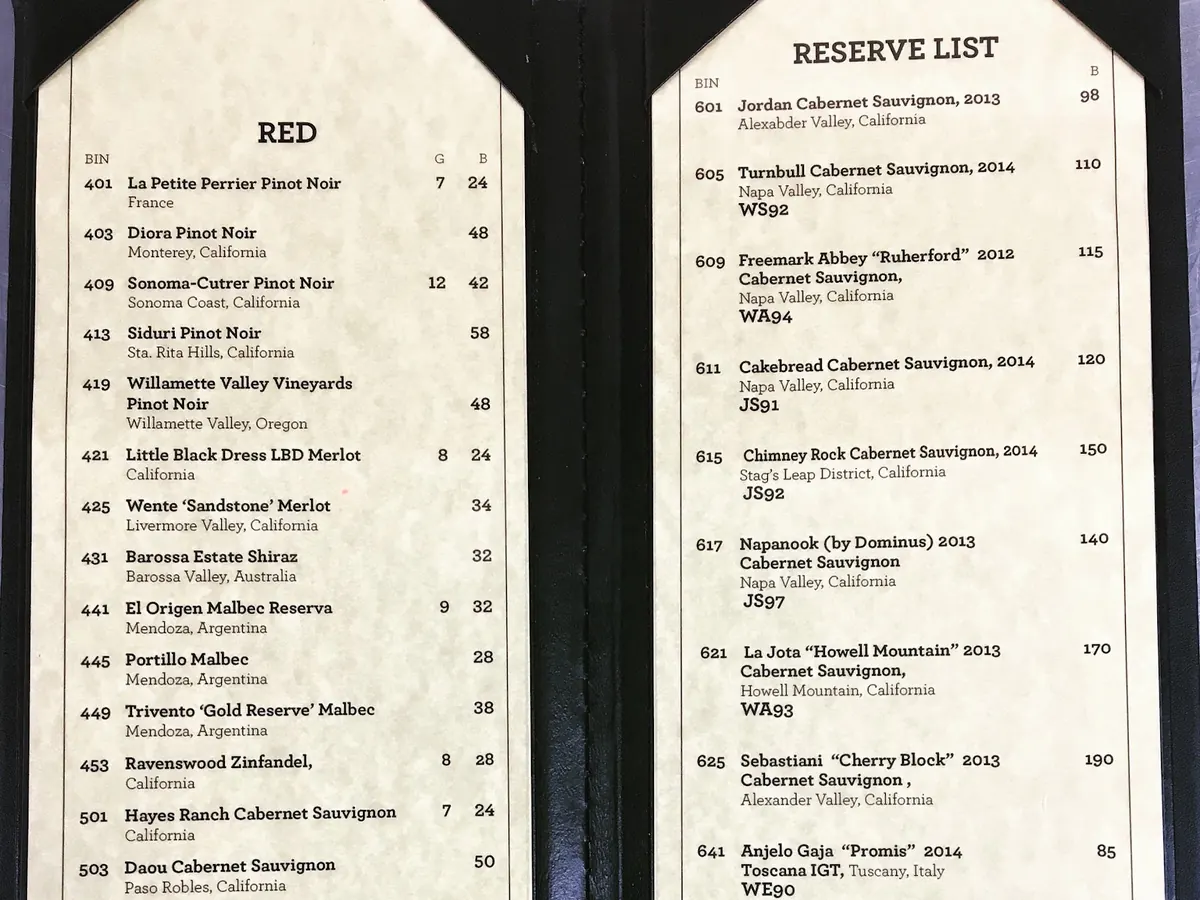 RED
BIN G B
401 La Petite Perrier Pinot Noir 7 24
France
403 Diora Pinot Noir 48
Monterey, California
409 Sonoma-Cutrer Pinot Noir 12 42
Sonoma Coast, California
413 Siduri Pinot Noir 58
Sta. Rita Hills, California
419 Willamette Valley Vineyards
Pinot Noir 48
Willamette Valley, Oregon
421 Little Black Dress LBD Merlot 8 24
California
425 Wente ‘Sandstone’ Merlot 34
Livermore Valley, California
431 Barossa Estate Shiraz 32
Barossa Valley, Australia
441 El Origen Malbec Reserva 9 32
Mendoza, Argentina
445 Portillo Malbec 28
Mendoza, Argentina
449 Trivento ‘Gold Reserve’ Malbec 38
Mendoza, Argentina
453 Ravenswood Zinfandel, 8 28
California
501 Hayes Ranch Cabernet Sauvignon 7 24
California
503 Daou Cabernet Sauvignon 50
Paso Robles, California
RESERVE LIST
BIN B
601 Jordan Cabernet Sauvignon, 2013 98
Alexabder Valley, California
605 Turnbull Cabernet Sauvignon, 2014 110
Napa Valley, California
WS92
609 Freemark Abbey “Ruherford” 2012 115
Cabernet Sauvignon,
Napa Valley, California
WA94
611 Cakebread Cabernet Sauvignon, 2014 120
Napa Valley, California
JS91
615 Chimney Rock Cabernet Sauvignon, 2014 150
Stag’s Leap District, California
JS92
617 Napanook (by Dominus) 2013 140
Cabernet Sauvignon
Napa Valley, California
JS97
621 La Jota “Howell Mountain” 2013 170
Cabernet Sauvignon,
Howell Mountain, California
WA93
625 Sebastiani “Cherry Block” 2013 190
Cabernet Sauvignon ,
Alexander Valley, California
641 Anjelo Gaja “Promis” 2014 85
Toscana IGT, Tuscany, Italy
WE90